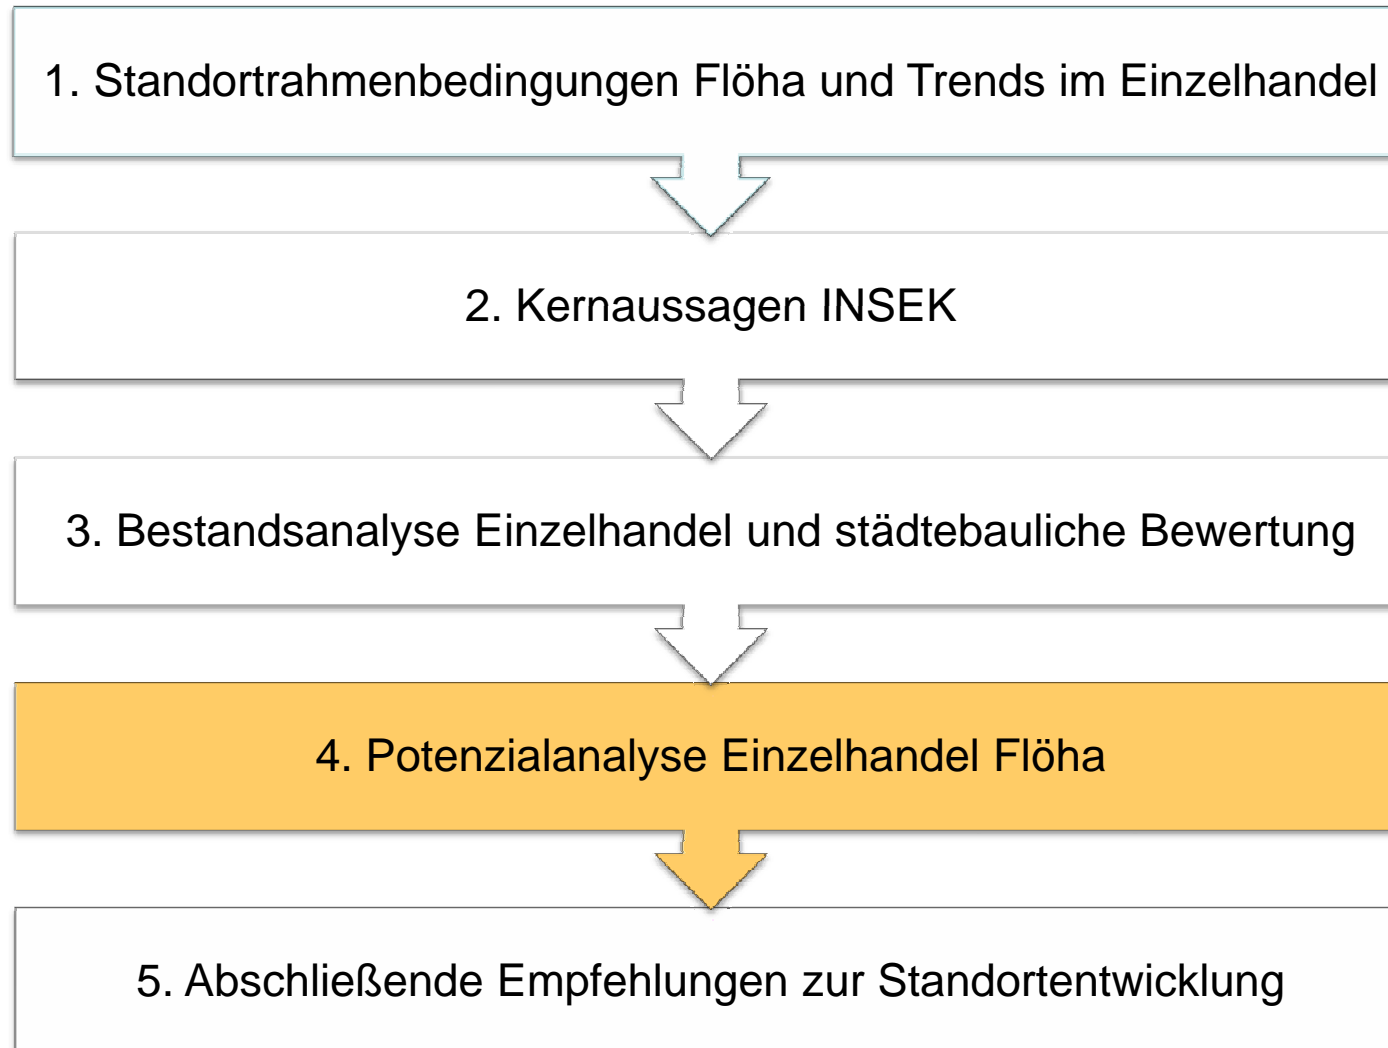 1. Standortrahmenbedingungen Flöha und Trends im Einzelhandel
2. Kernaussagen INSEK
3. Bestandsanalyse Einzelhandel und städtebauliche Bewertung
4. Potenzialanalyse Einzelhandel Flöha
5. Abschließende Empfehlungen zur Standortentwicklung